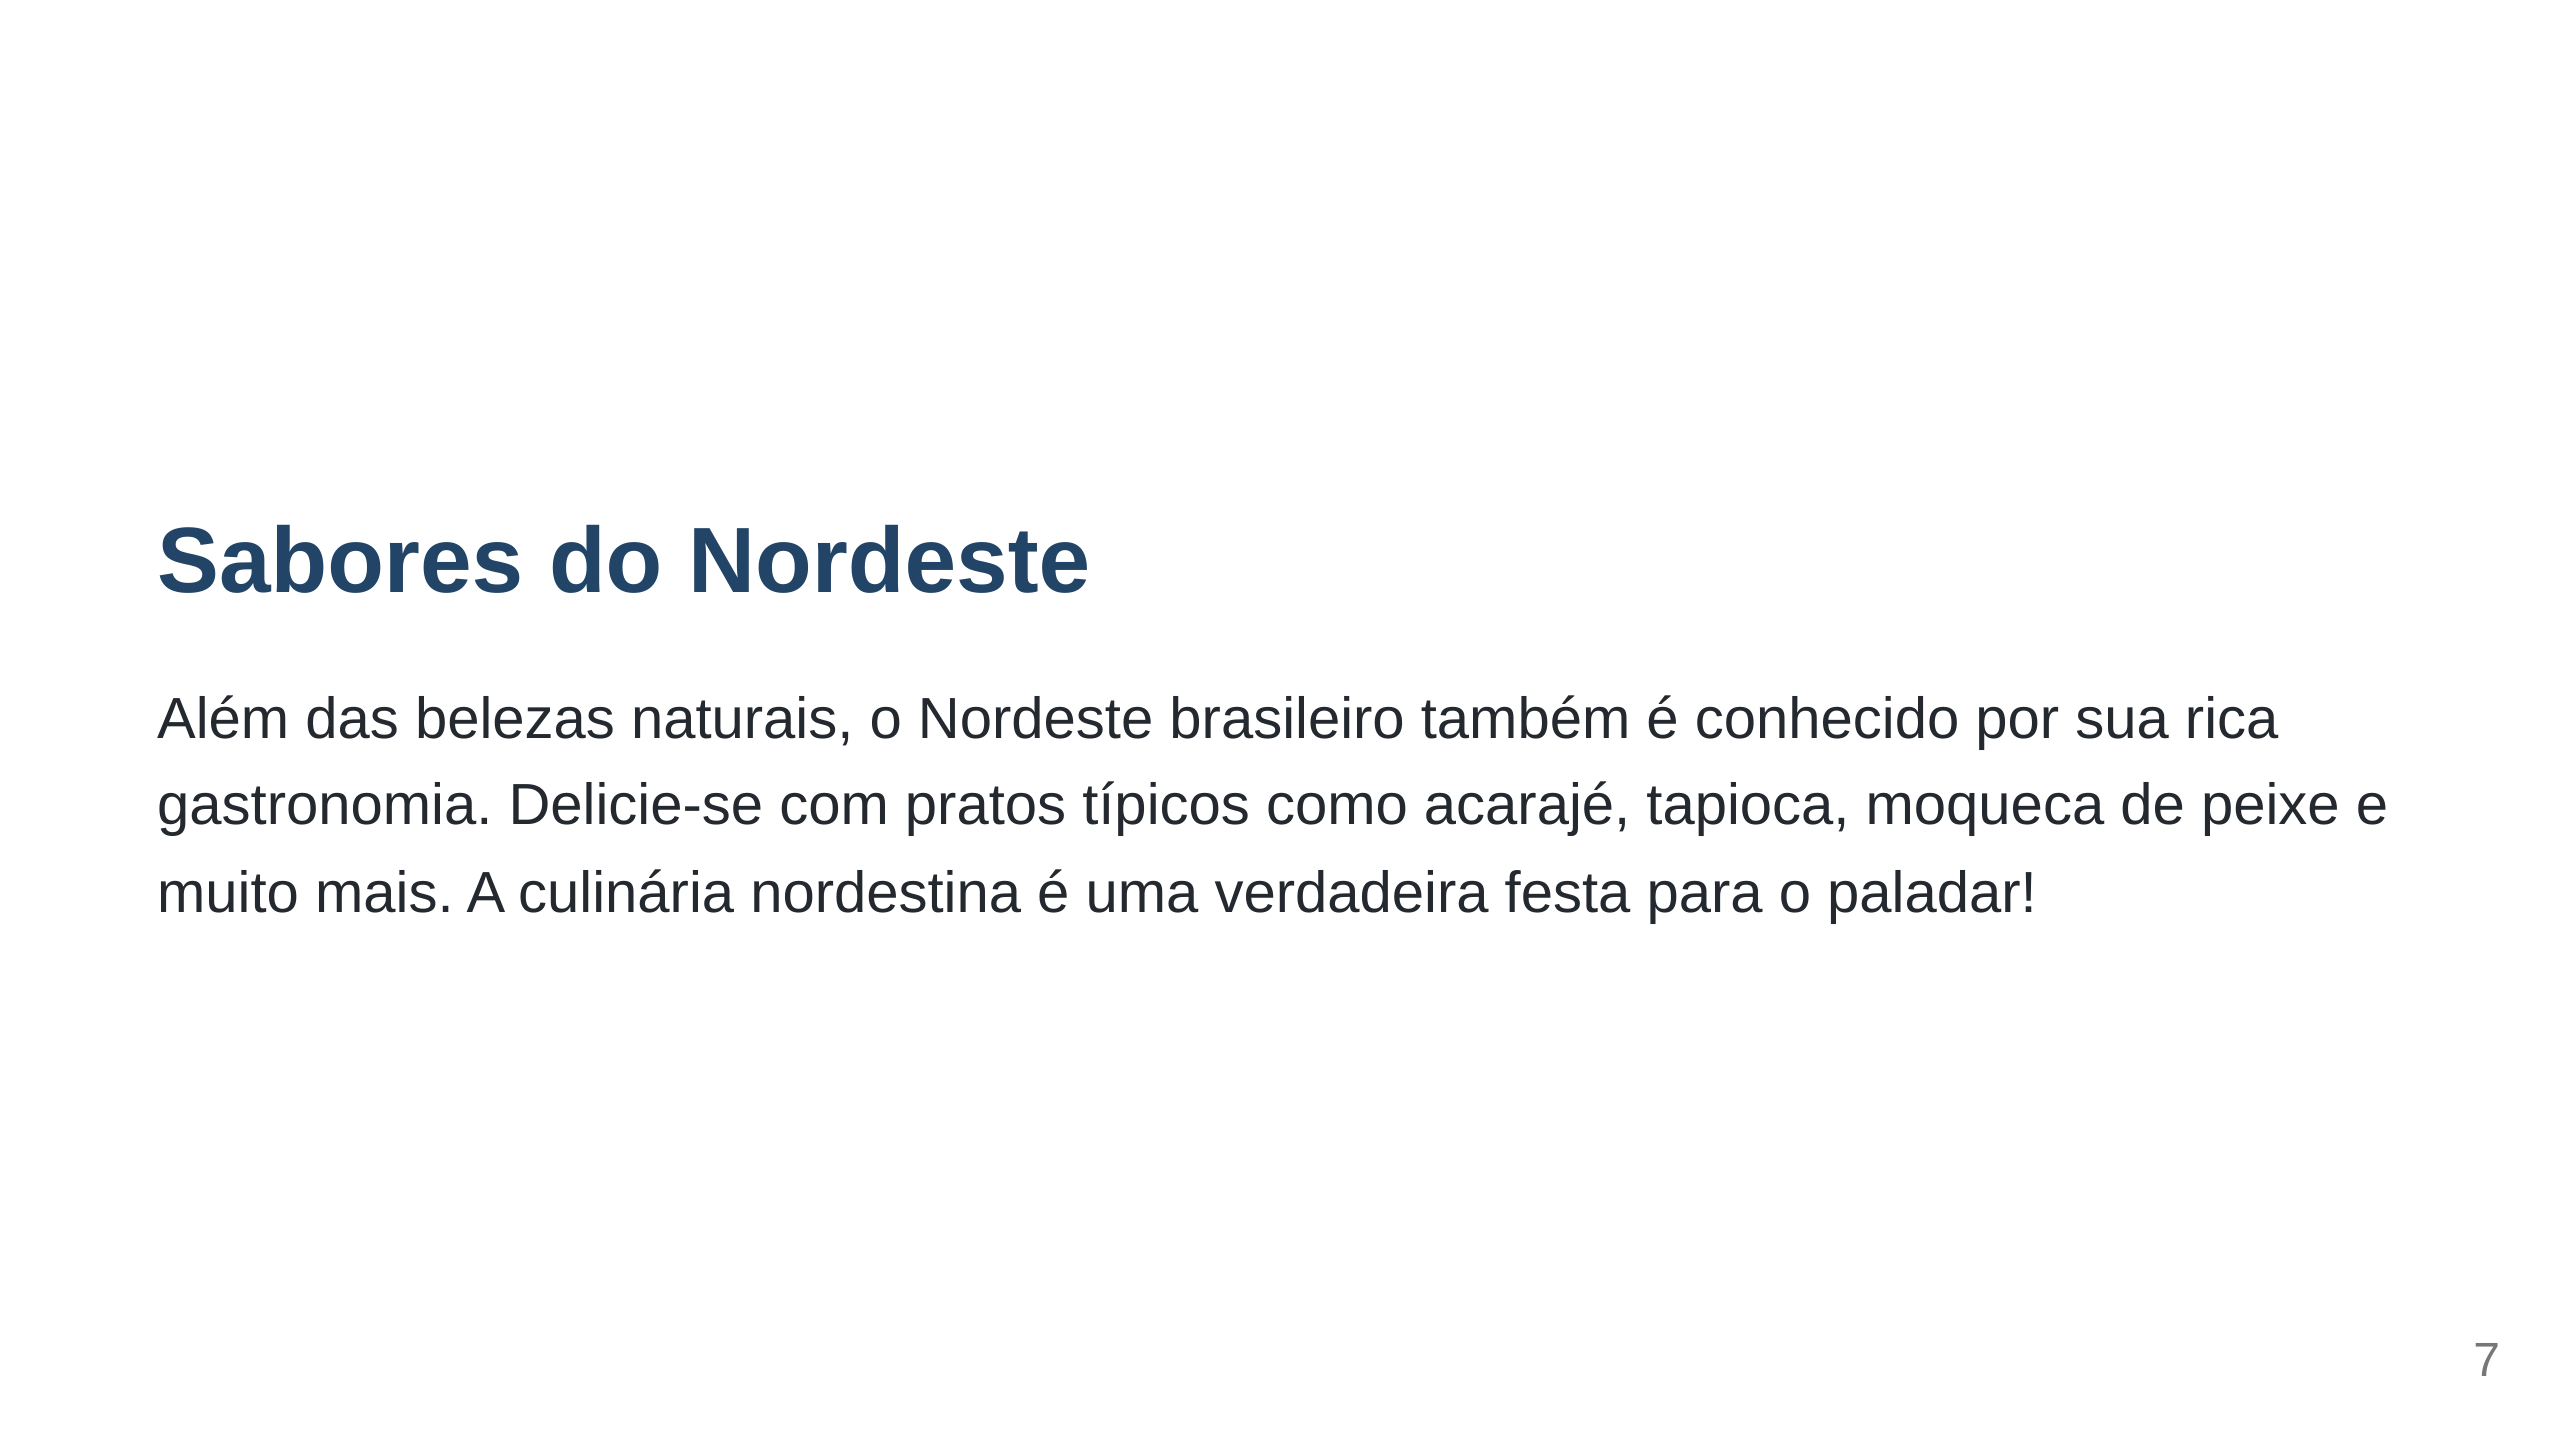 Sabores do Nordeste
Além das belezas naturais, o Nordeste brasileiro também é conhecido por sua rica
gastronomia. Delicie-se com pratos típicos como acarajé, tapioca, moqueca de peixe e
muito mais. A culinária nordestina é uma verdadeira festa para o paladar!
7